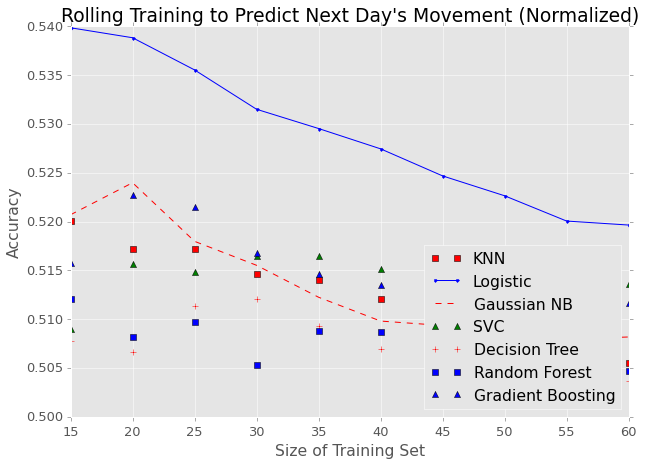 Rolling Training to Predict Next Day's Movement (Normalized)
0.540
0.535
0.530
0.525
0.520
0.515
0.510
0.505
0.500
Accuracy
KNN
Logistic
Gaussian NB
SVC
Decision Tree
Random Forest
Gradient Boosting
15 20 25 30 35 40 45 50 55 60
Size of Training Set